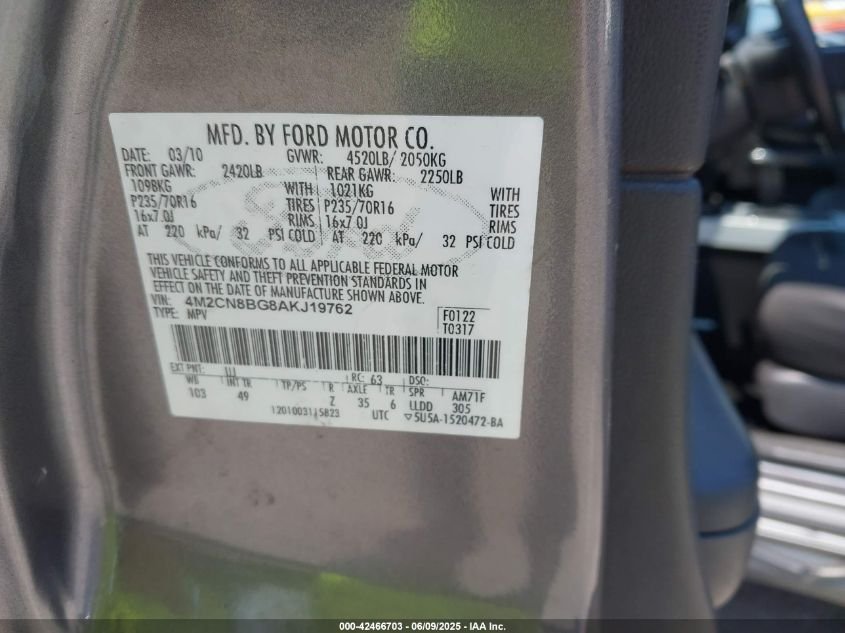 MFD. BY FORD MOTOR CO.
DATE: 03/10 GVWR: 4520LB/ 2050KG
FRONT GAWR: 2420LB REAR GAWR: 2250LB
1098KG WITH 1021KG WITH
P235/70R16 TIRES P235/70R16 TIRES
16x7.0J RIMS 16x7.0J RIMS
AT 220 kPa/ 32 PSI COLD AT 220 kPa/ 32 PSI COLD
THIS VEHICLE CONFORMS TO ALL APPLICABLE FEDERAL MOTOR
VEHICLE SAFETY AND THEFT PREVENTION STANDARDS IN
EFFECT ON THE DATE OF MANUFACTURE SHOWN ABOVE.
VIN: 4M2CN8BG8AKJ19762
TYPE: MPV
F0122
T0317
EXT PNT: UJ RC: 63 DSO:
WB INT TR TP/PS R AXLE TR SPR AM71F
103 49 Z 35 6 LLDD 305
1201003115823 UTC ▽5U5A-1520472-BA
000-42466703 - 06/09/2025 - IAA Inc.